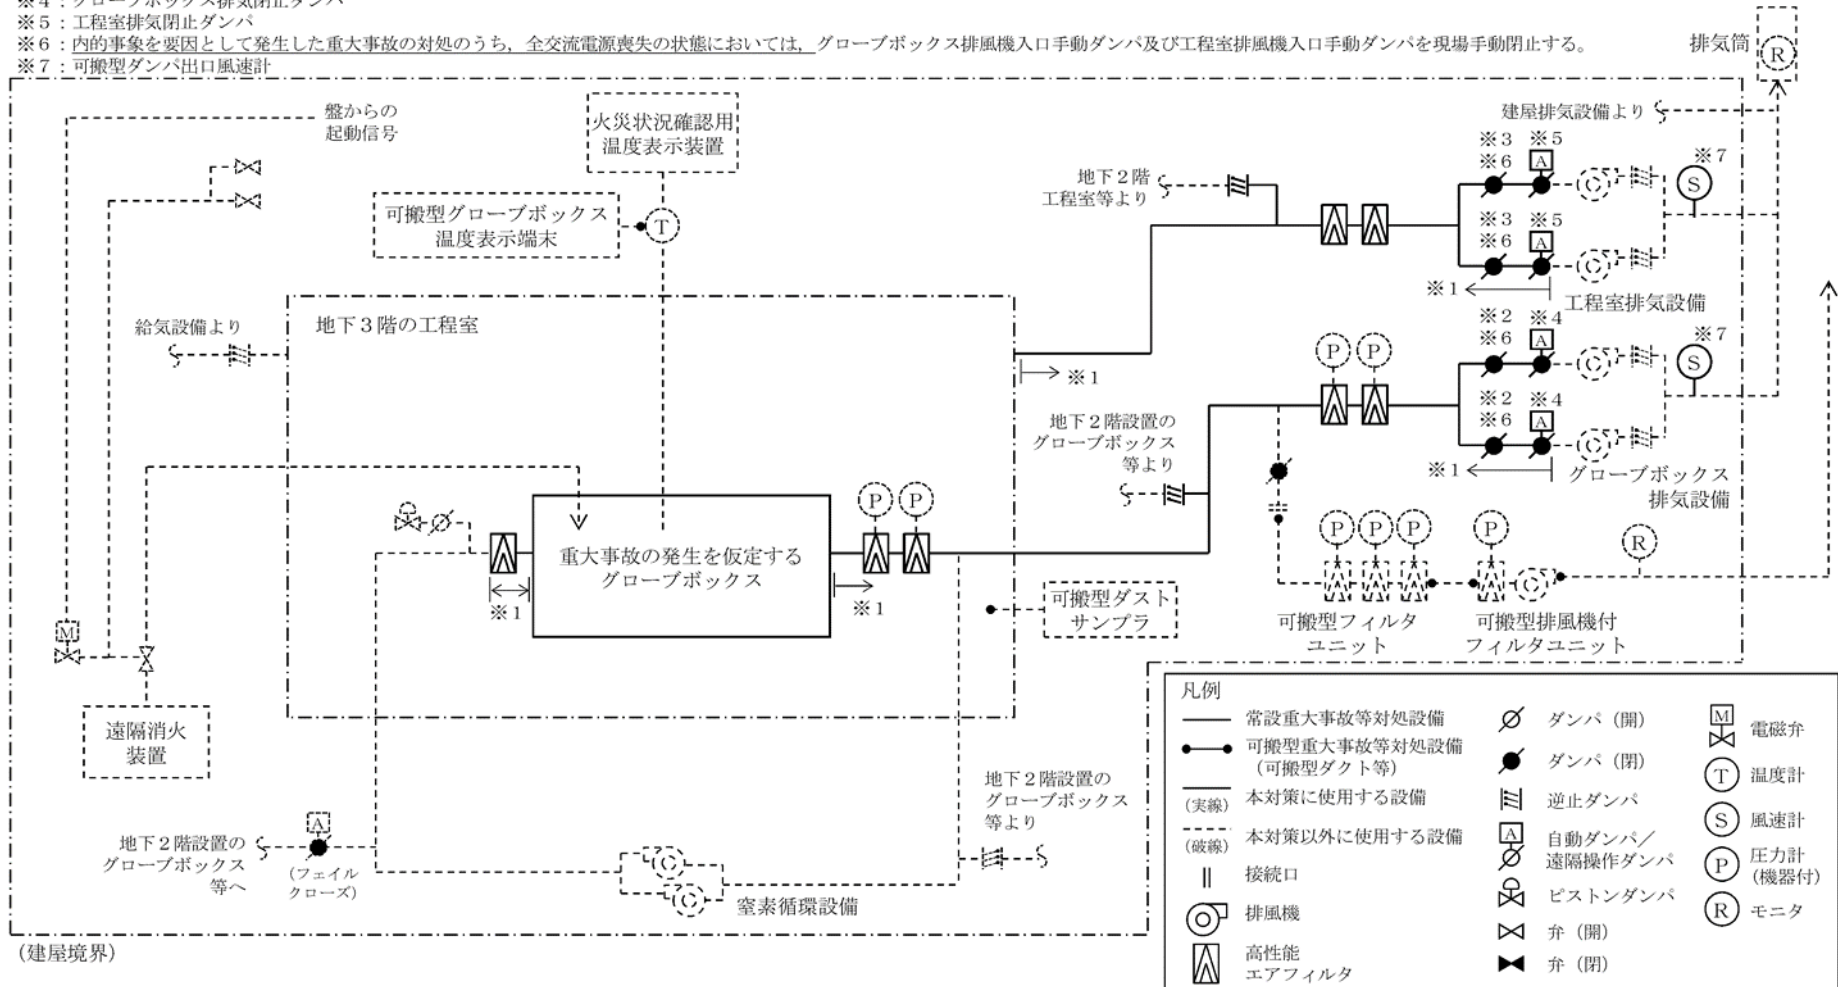 ※4：グローブボックス排気閉止ダンパ
※5：工程室排気閉止ダンパ
※6：内的事象を要因として発生した重大事故の対処のうち，全交流電源喪失の状態においては，グローブボックス排風機入口手動ダンパ及び工程室排風機入口手動ダンパを現場手動閉止する。
※7：可搬型ダンパ出口風速計
排気筒
R
盤からの
起動信号
火災状況確認用
温度表示装置
可搬型グローブボックス
温度表示端末
T
建屋排気設備より
地下２階
工程室等より
※3 ※5
※6 A
※7
S
※3 ※5
※6 A
※1
工程室排気設備
給気設備より
地下３階の工程室
※1
※2 ※4
※6 A
※7
S
P P
※2 ※4
※6 A
※1
グローブボックス
排気設備
地下２階設置の
グローブボックス
等より
重大事故の発生を仮定する
グローブボックス
P P
※1
※1
可搬型ダスト
サンプラ
P P P P
R
可搬型フィルタ
ユニット
可搬型排風機付
フィルタユニット
M
遠隔消火
装置
地下２階設置の
グローブボックス
等へ
A
（フェイル
クローズ）
窒素循環設備
地下２階設置の
グローブボックス
等より
（建屋境界）
凡例
常設重大事故等対処設備
可搬型重大事故等対処設備
（可搬型ダクト等）
（実線） 本対策に使用する設備
（破線） 本対策以外に使用する設備
接続口
排風機
高性能
エアフィルタ
ダンパ（開）
ダンパ（閉）
逆止ダンパ
A 自動ダンパ／
遠隔操作ダンパ
ピストンダンパ
弁（開）
弁（閉）
M 電磁弁
T 温度計
S 風速計
P 圧力計
（機器付）
R モニタ